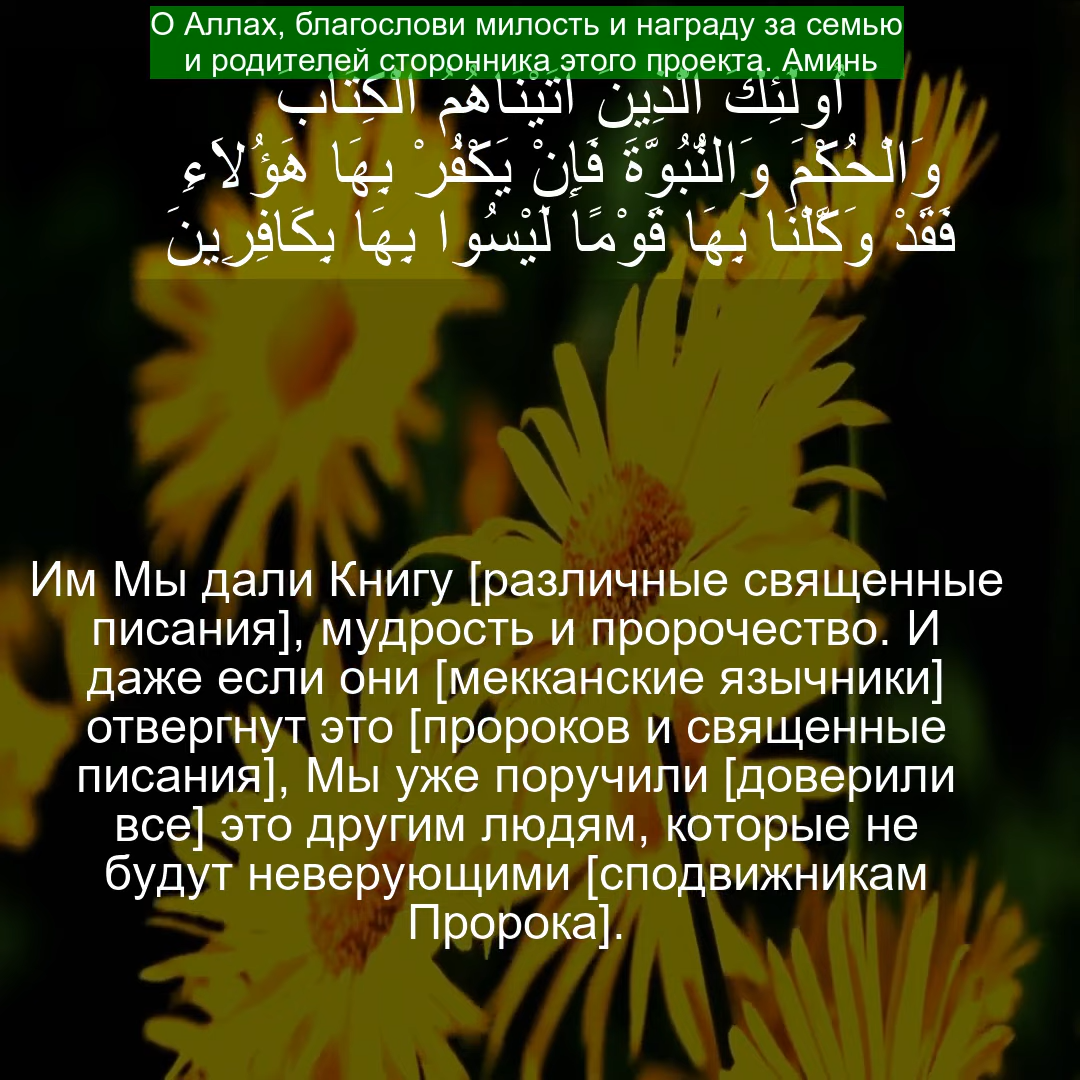 О Аллах, благослови милость и награду за семью
и родителей сторонника этого проекта. Аминь
أُولَٰئِكَ الَّذِينَ آتَيْنَاهُمُ الْكِتَابَ
وَالْحُكْمَ وَالنُّبُوَّةَ فَإِنْ يَكْفُرْ بِهَا هَؤُلَاءِ
فَقَدْ وَكَّلْنَا بِهَا قَوْمًا لَيْسُوا بِهَا بِكَافِرِينَ
Им Мы дали Книгу [различные священные
писания], мудрость и пророчество. И
даже если они [мекканские язычники]
отвергнут это [пророков и священные
писания], Мы уже поручили [доверили
все] это другим людям, которые не
будут неверующими [сподвижникам
Пророка].